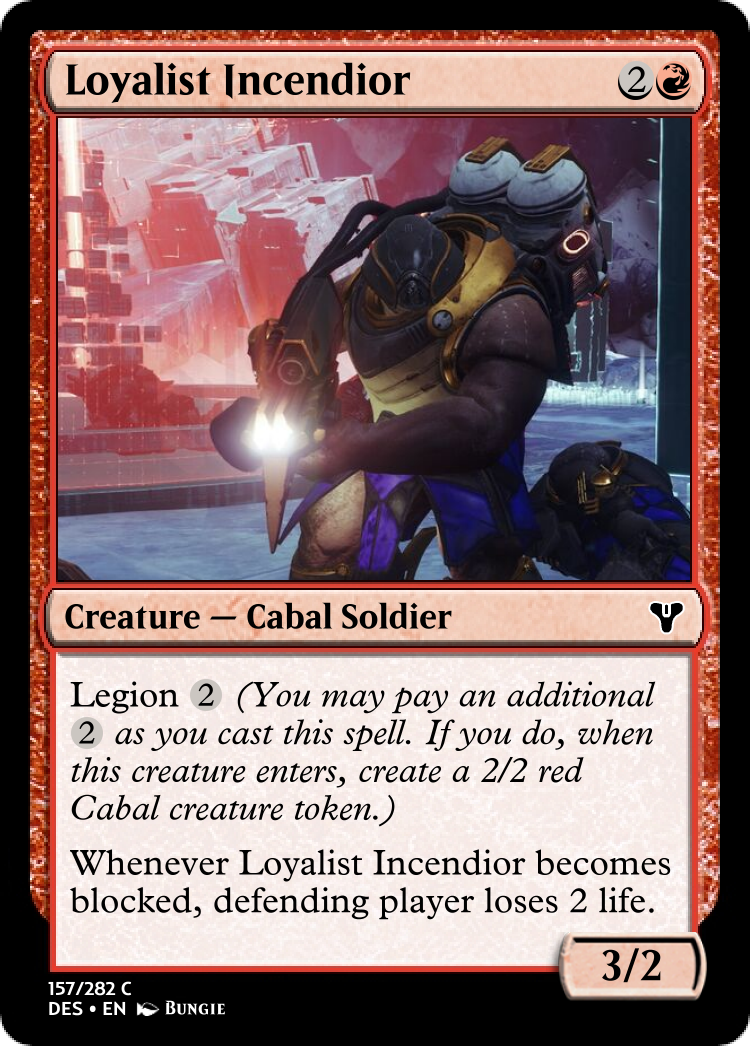 Loyalist Incendior 2
Creature — Cabal Soldier
Legion 2 (You may pay an additional
2 as you cast this spell. If you do, when
this creature enters, create a 2/2 red
Cabal creature token.)
Whenever Loyalist Incendior becomes
blocked, defending player loses 2 life.
3/2
157/282 C
DES • EN Bungie